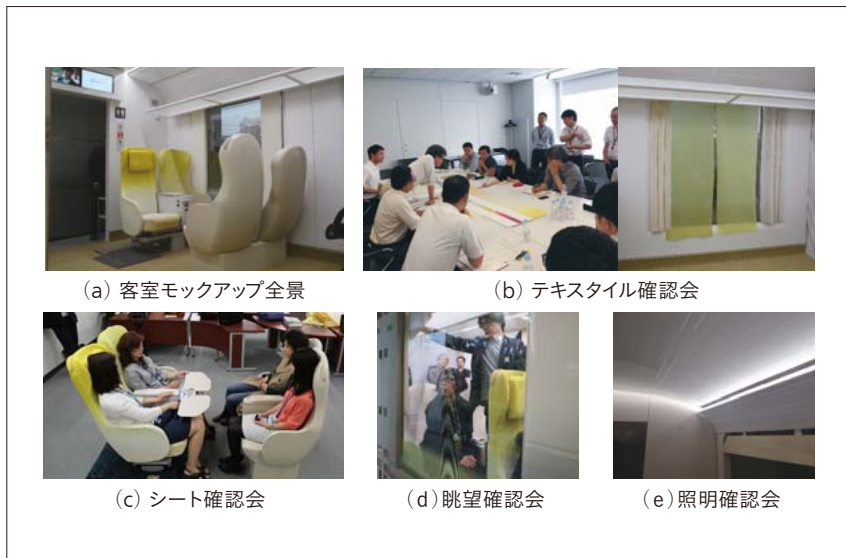 (a) 客室モックアップ全景
(b) テキスタイル確認会
(c) シート確認会
(d)眺望確認会
(e)照明確認会